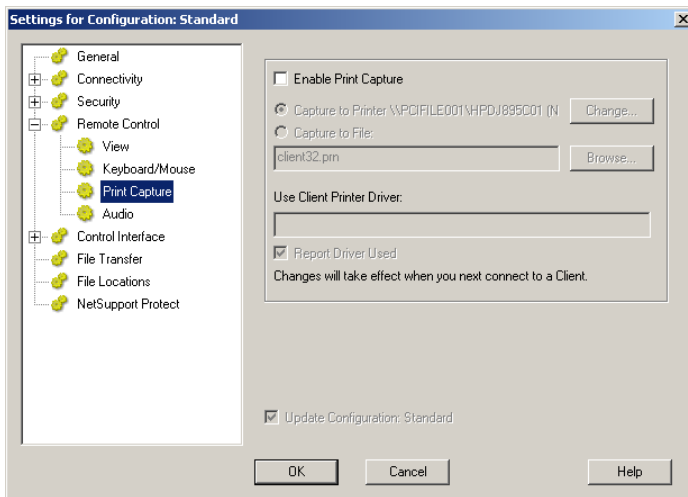 Settings for Configuration: Standard
General
Connectivity
Security
Remote Control
View
Keyboard/Mouse
Print Capture
Audio
Control Interface
File Transfer
File Locations
NetSupport Protect
Enable Print Capture
Capture to Printer \\PCIFILE001\HPDJ895C01 (N
Change...
Capture to File:
client32.prn
Browse...
Use Client Printer Driver:
Report Driver Used
Changes will take effect when you next connect to a Client.
Update Configuration: Standard
OK
Cancel
Help